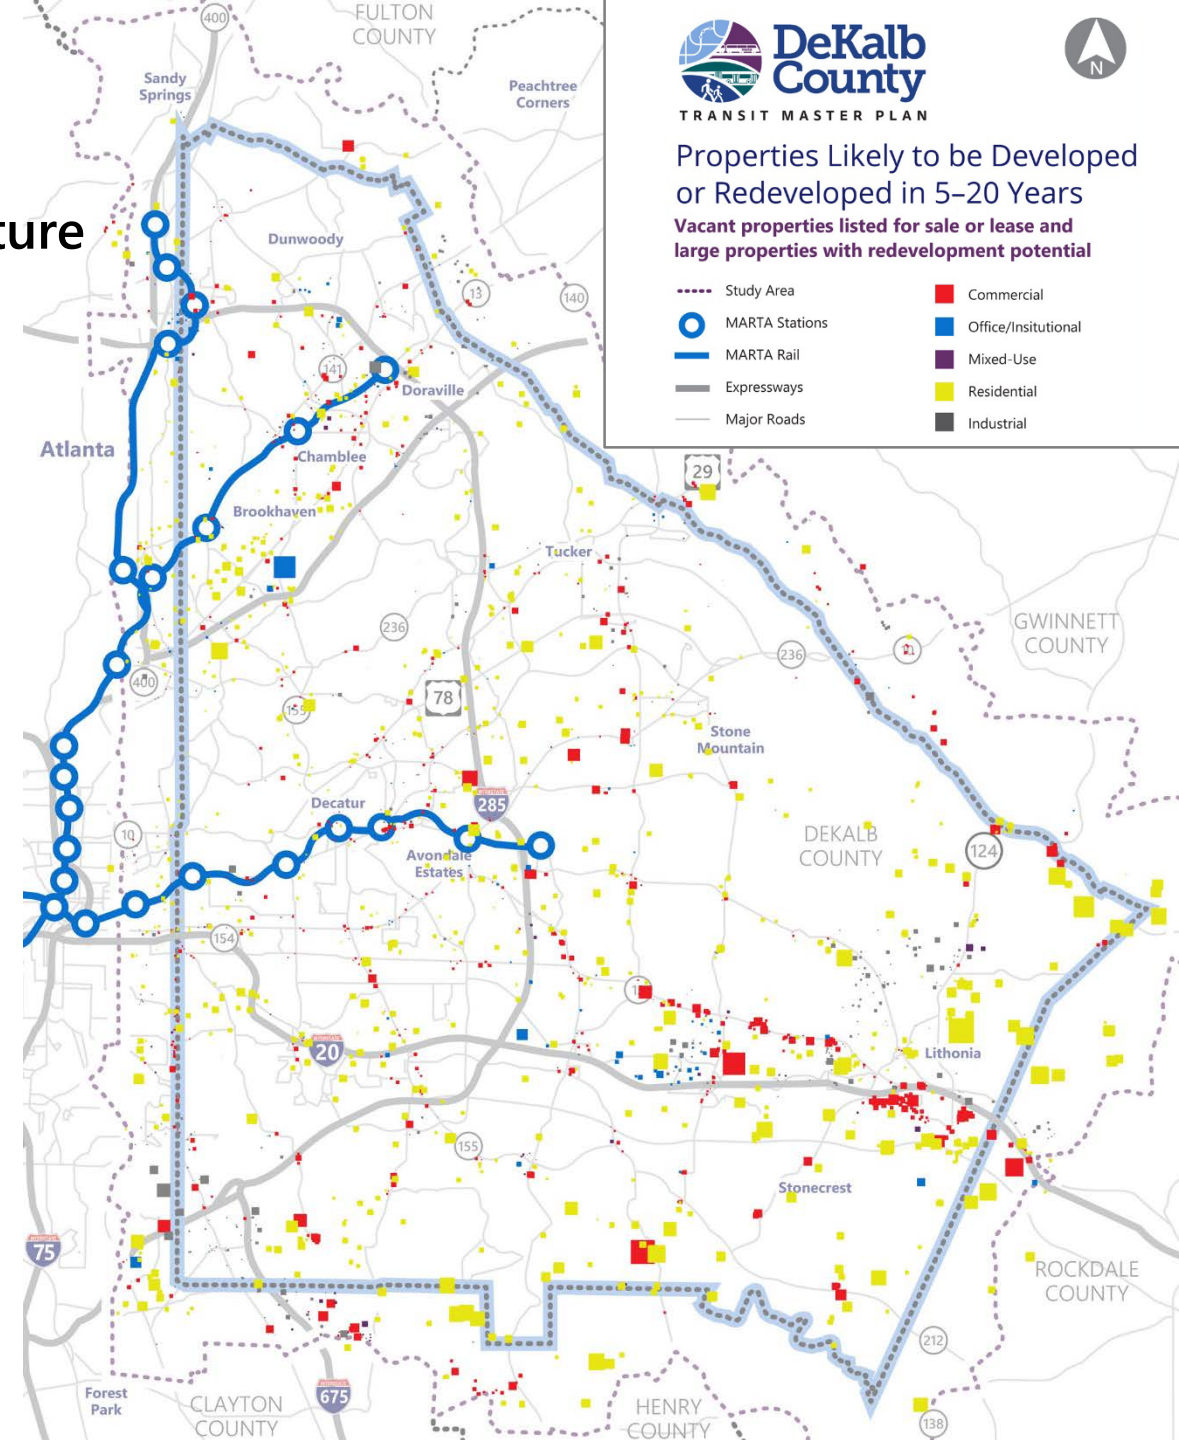 ture
DeKalb
County
TRANSIT MASTER PLAN
N
Properties Likely to be Developed
or Redeveloped in 5–20 Years
Vacant properties listed for sale or lease and
large properties with redevelopment potential
Study Area
MARTA Stations
MARTA Rail
Expressways
Major Roads
Commercial
Office/Insitutional
Mixed-Use
Residential
Industrial
400
FULTON
COUNTY
Sandy
Springs
Peachtree
Corners
Dunwoody
13
140
141
Doraville
Atlanta
Chamble​e
29
Brookhaven
Tucker
236
GWINNETT
COUNTY
236
400
78
155
Stone
Mountain
Decatur
285
10
DEKALB
COUNTY
124
Avondale
Estates
154
20
Lithonia
155
Stonecrest
75
ROCKDALE
COUNTY
212
Forest
Park
CLAYTON
COUNTY
675
HENRY
COUNTY
138